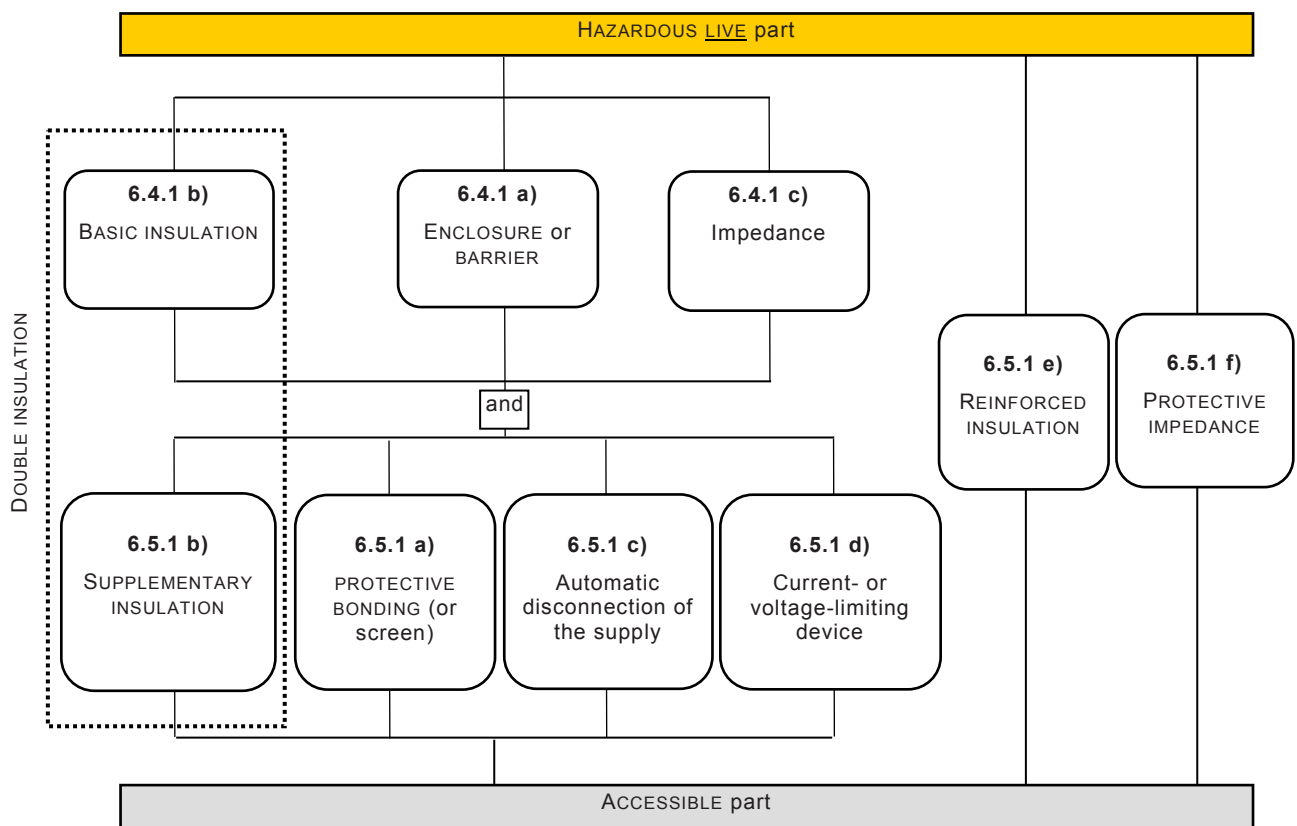 HAZARDOUS LIVE part
6.4.1 b)
BASIC INSULATION
6.4.1 a)
ENCLOSURE or
BARRIER
6.4.1 c)
Impedance
DOUBLE INSULATION
6.5.1 e)
REINFORCED
INSULATION
6.5.1 f)
PROTECTIVE
IMPEDANCE
and
6.5.1 b)
SUPPLEMENTARY
INSULATION
6.5.1 a)
PROTECTIVE
BONDING (or
screen)
6.5.1 c)
Automatic
disconnection of
the supply
6.5.1 d)
Current- or
voltage-limiting
device
ACCESSIBLE part